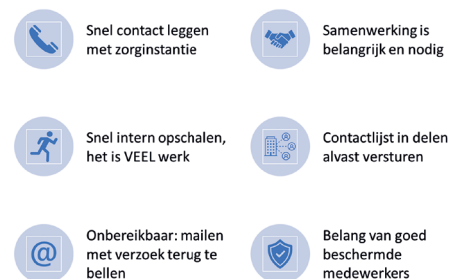 Snel contact leggen
met zorginstantie
Samenwerking is
belangrijk en nodig
Snel intern opschalen,
het is VEEL werk
Contactlijst in delen
alvast versturen
@
Onbereikbaar: mailen
met verzoek terug te
bellen
Belang van goed
beschermde
medewerkers